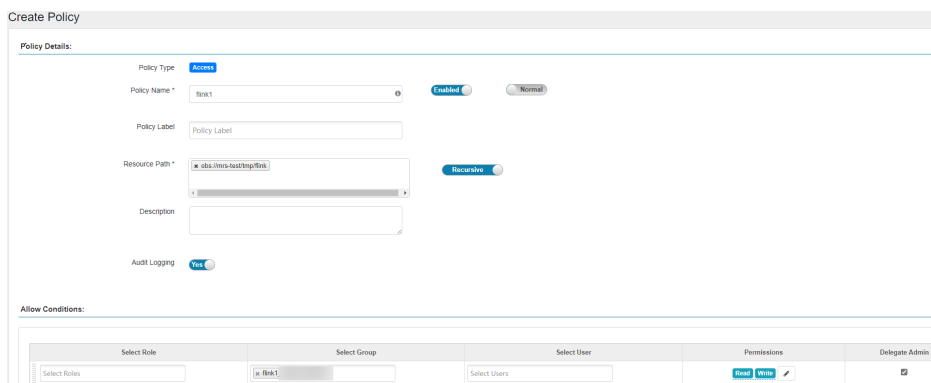 Create Policy
Policy Details:
Policy Type Access
Policy Name * flink1 Enabled Normal
Policy Label Policy Label
Resource Path * × obs://mrs-test/tmp/flink Recursive
Description
Audit Logging Yes
Allow Conditions:
Select Role Select Group Select User Permissions Delegate Admin
Select Roles × flink1 Select Users Read Write